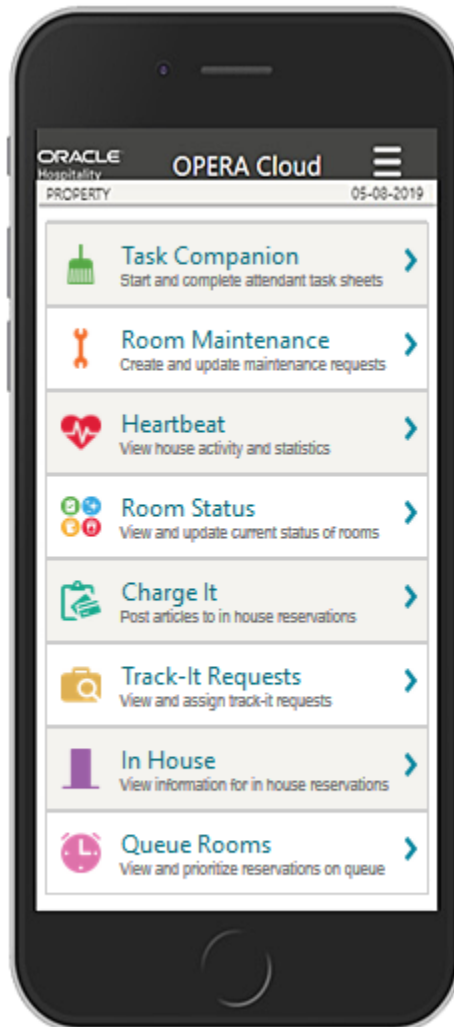 ORACLE
Hospitality
OPERA Cloud
PROPERTY 05-08-2019
Task Companion
Start and complete attendant task sheets
Room Maintenance
Create and update maintenance requests
Heartbeat
View house activity and statistics
Room Status
View and update current status of rooms
Charge It
Post articles to in house reservations
Track-It Requests
View and assign track-it requests
In House
View information for in house reservations
Queue Rooms
View and prioritize reservations on queue